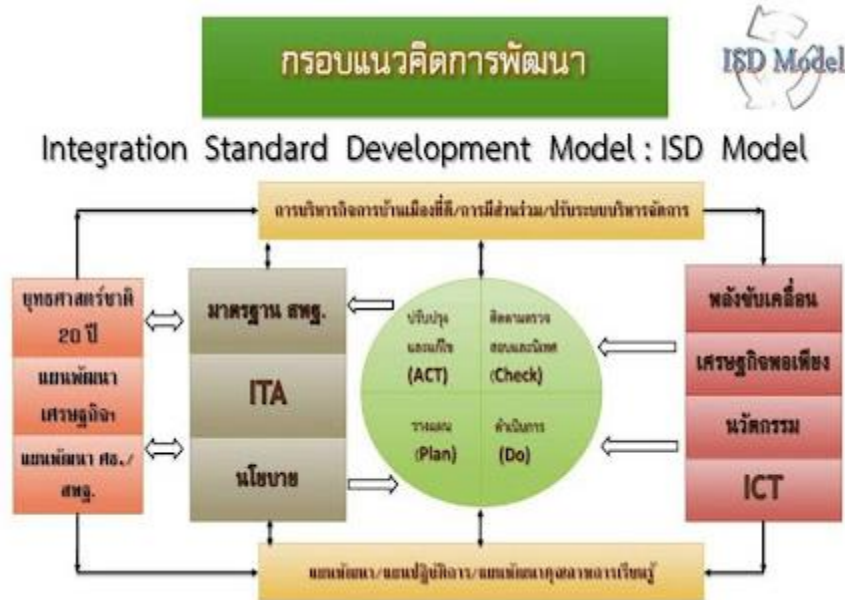 กรอบแนวคิดการพัฒนา
ISD Model
Integration Standard Development Model : ISD Model
การบริหารกิจการบ้านเมืองที่ดี/การมีส่วนร่วม/ปรับระบบบริหารจัดการ
ยุทธศาสตร์ชาติ
20 ปี
แผนพัฒนา
เศรษฐกิจฯ
แผนพัฒนา ศธ./
สพฐ.
มาตรฐาน สพฐ.
ITA
นโยบาย
ปรับปรุง
และแก้ไข
(ACT)
ติดตามตรวจ
สอบและนิเทศ
(Check)
วางแผน
(Plan)
ดำเนินการ
(Do)
พลังขับเคลื่อน
เศรษฐกิจพอเพียง
นวัตกรรม
ICT
แผนพัฒนา/แผนปฏิบัติการ/แผนพัฒนาคุณภาพการเรียนรู้